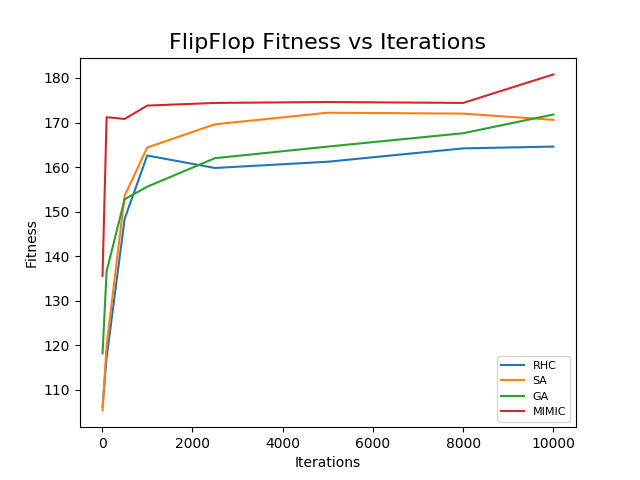 FlipFlop Fitness vs Iterations
Fitness
180
170
160
150
140
130
120
110
0 2000 4000 6000 8000 10000
Iterations
RHC
SA
GA
MIMIC